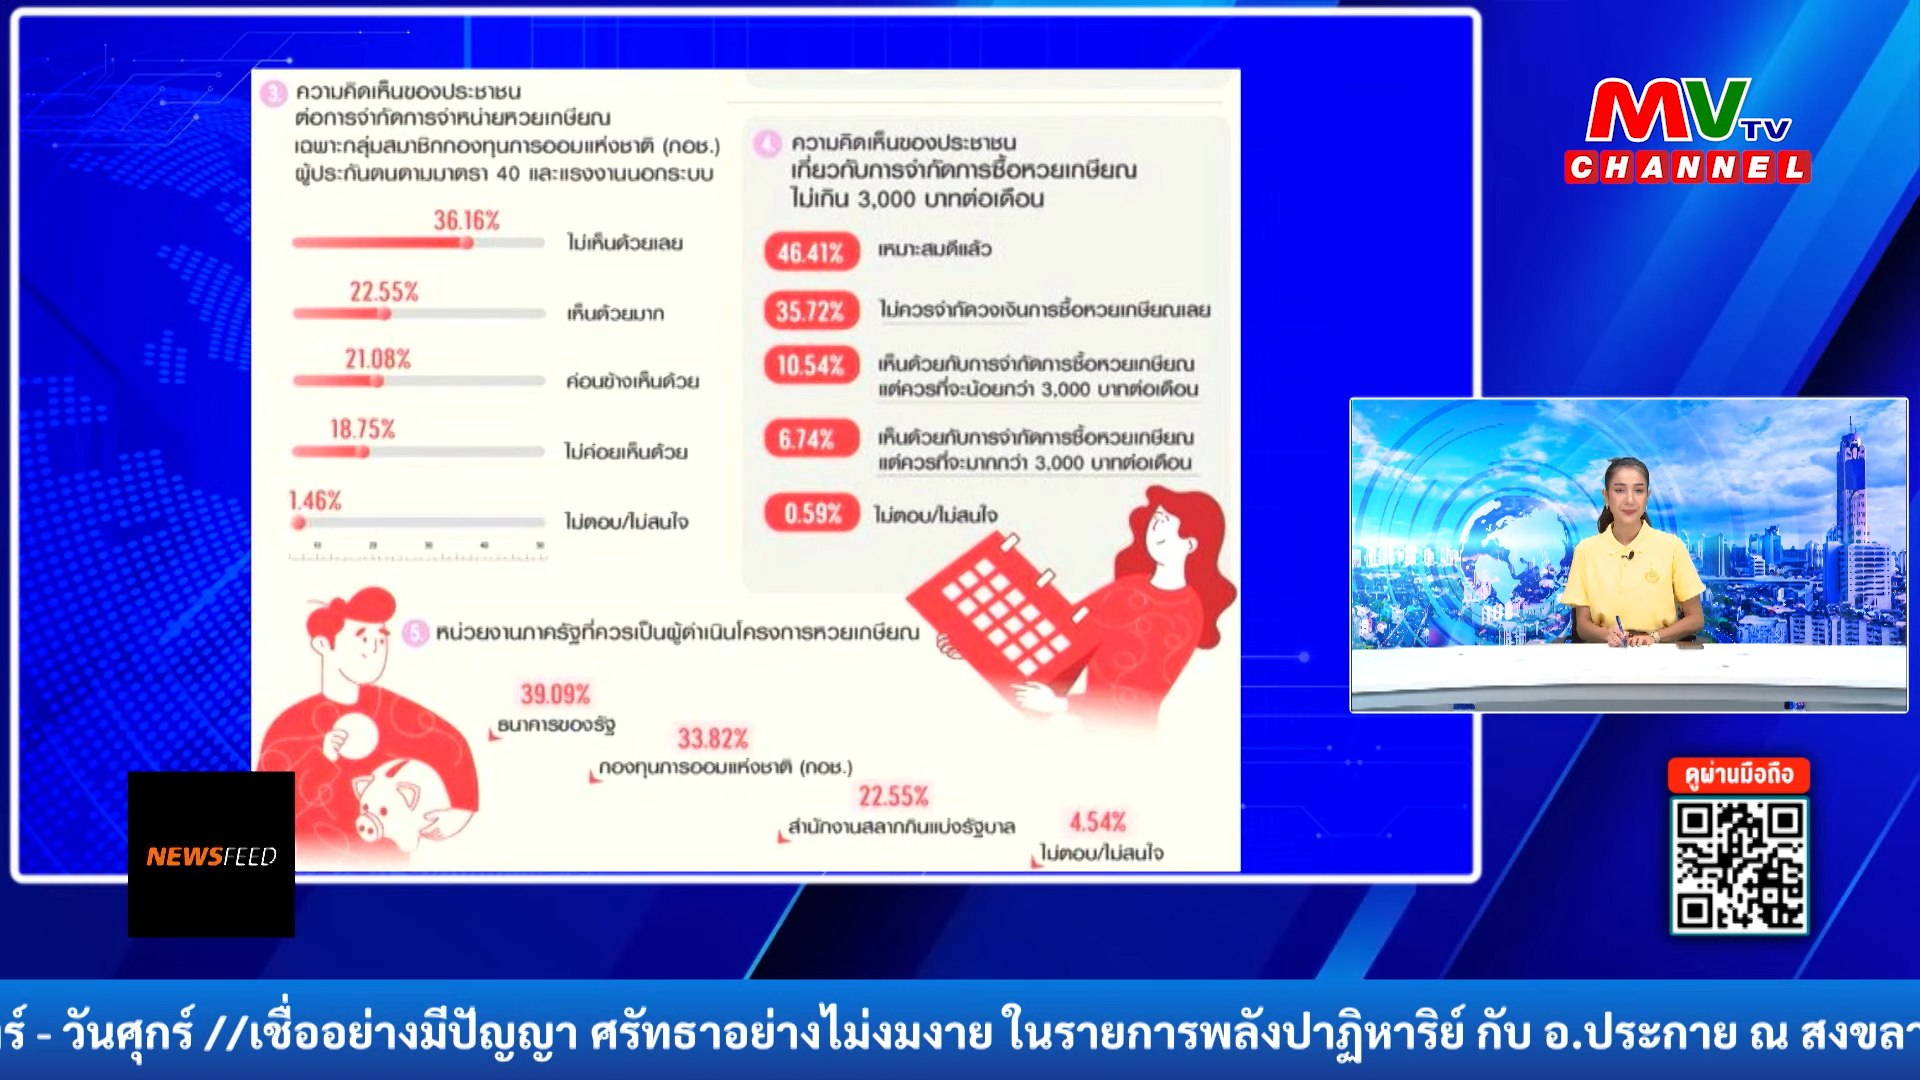 3. ความคิดเห็นของประชาชน
ต่อการจำกัดการจำหน่ายหวยเกษียณ
เฉพาะกลุ่มสมาชิกกองทุนการออมแห่งชาติ (กอช.)
ผู้ประกันตนตามมาตรา 40 และแรงงานนอกระบบ
36.16%
ไม่เห็นด้วยเลย
22.55%
เห็นด้วยมาก
21.08%
ค่อนข้างเห็นด้วย
18.75%
ไม่ค่อยเห็นด้วย
1.46%
ไม่ตอบ/ไม่สนใจ
10 20 30 40 50
4. ความคิดเห็นของประชาชน
เกี่ยวกับการจำกัดการซื้อหวยเกษียณ
ไม่เกิน 3,000 บาทต่อเดือน
46.41% เหมาะสมดีแล้ว
35.72% ไม่ควรจำกัดวงเงินการซื้อหวยเกษียณเลย
10.54% เห็นด้วยกับการจำกัดการซื้อหวยเกษียณ
แต่ควรที่จะน้อยกว่า 3,000 บาทต่อเดือน
6.74% เห็นด้วยกับการจำกัดการซื้อหวยเกษียณ
แต่ควรที่จะมากกว่า 3,000 บาทต่อเดือน
0.59% ไม่ตอบ/ไม่สนใจ
5. หน่วยงานภาครัฐที่ควรเป็นผู้ดำเนินโครงการหวยเกษียณ
39.09%
ธนาคารของรัฐ
33.82%
กองทุนการออมแห่งชาติ (กอช.)
22.55%
สำนักงานสลากกินแบ่งรัฐบาล
4.54%
ไม่ตอบ/ไม่สนใจ
MVTV
CHANNEL
ดูผ่านมือถือ
NEWSFEED
ร์ - วันศุกร์ //เชื่ออย่างมีปัญญา ศรัทธาอย่างไม่งมงาย ในรายการพลังปาฏิหาริย์ กับ อ.ประกาย ณ สงขลา